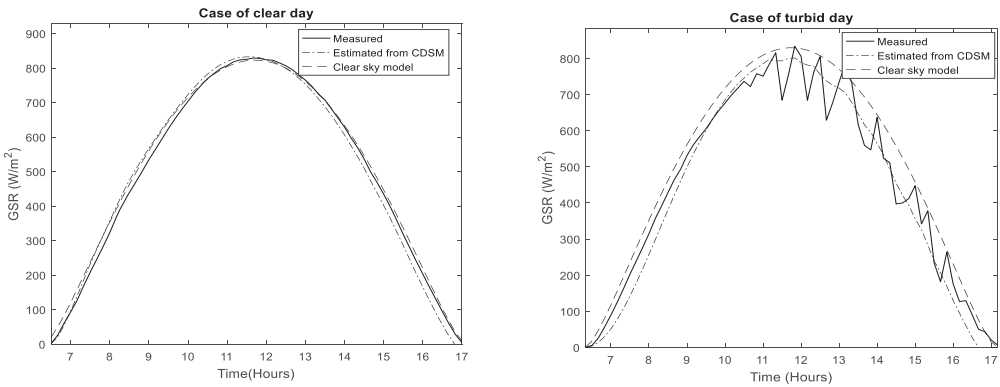 Case of clear day
900
800
700
600
500
400
300
200
100
0
GSR (W/m2)
Measured
Estimated from CDSM
Clear sky model
7 8 9 10 11 12 13 14 15 16 17
Time(Hours)
Case of turbid day
800
700
600
500
400
300
200
100
0
GSR (W/m2)
Measured
Estimated from CDSM
Clear sky model
7 8 9 10 11 12 13 14 15 16 17
Time (Hours)